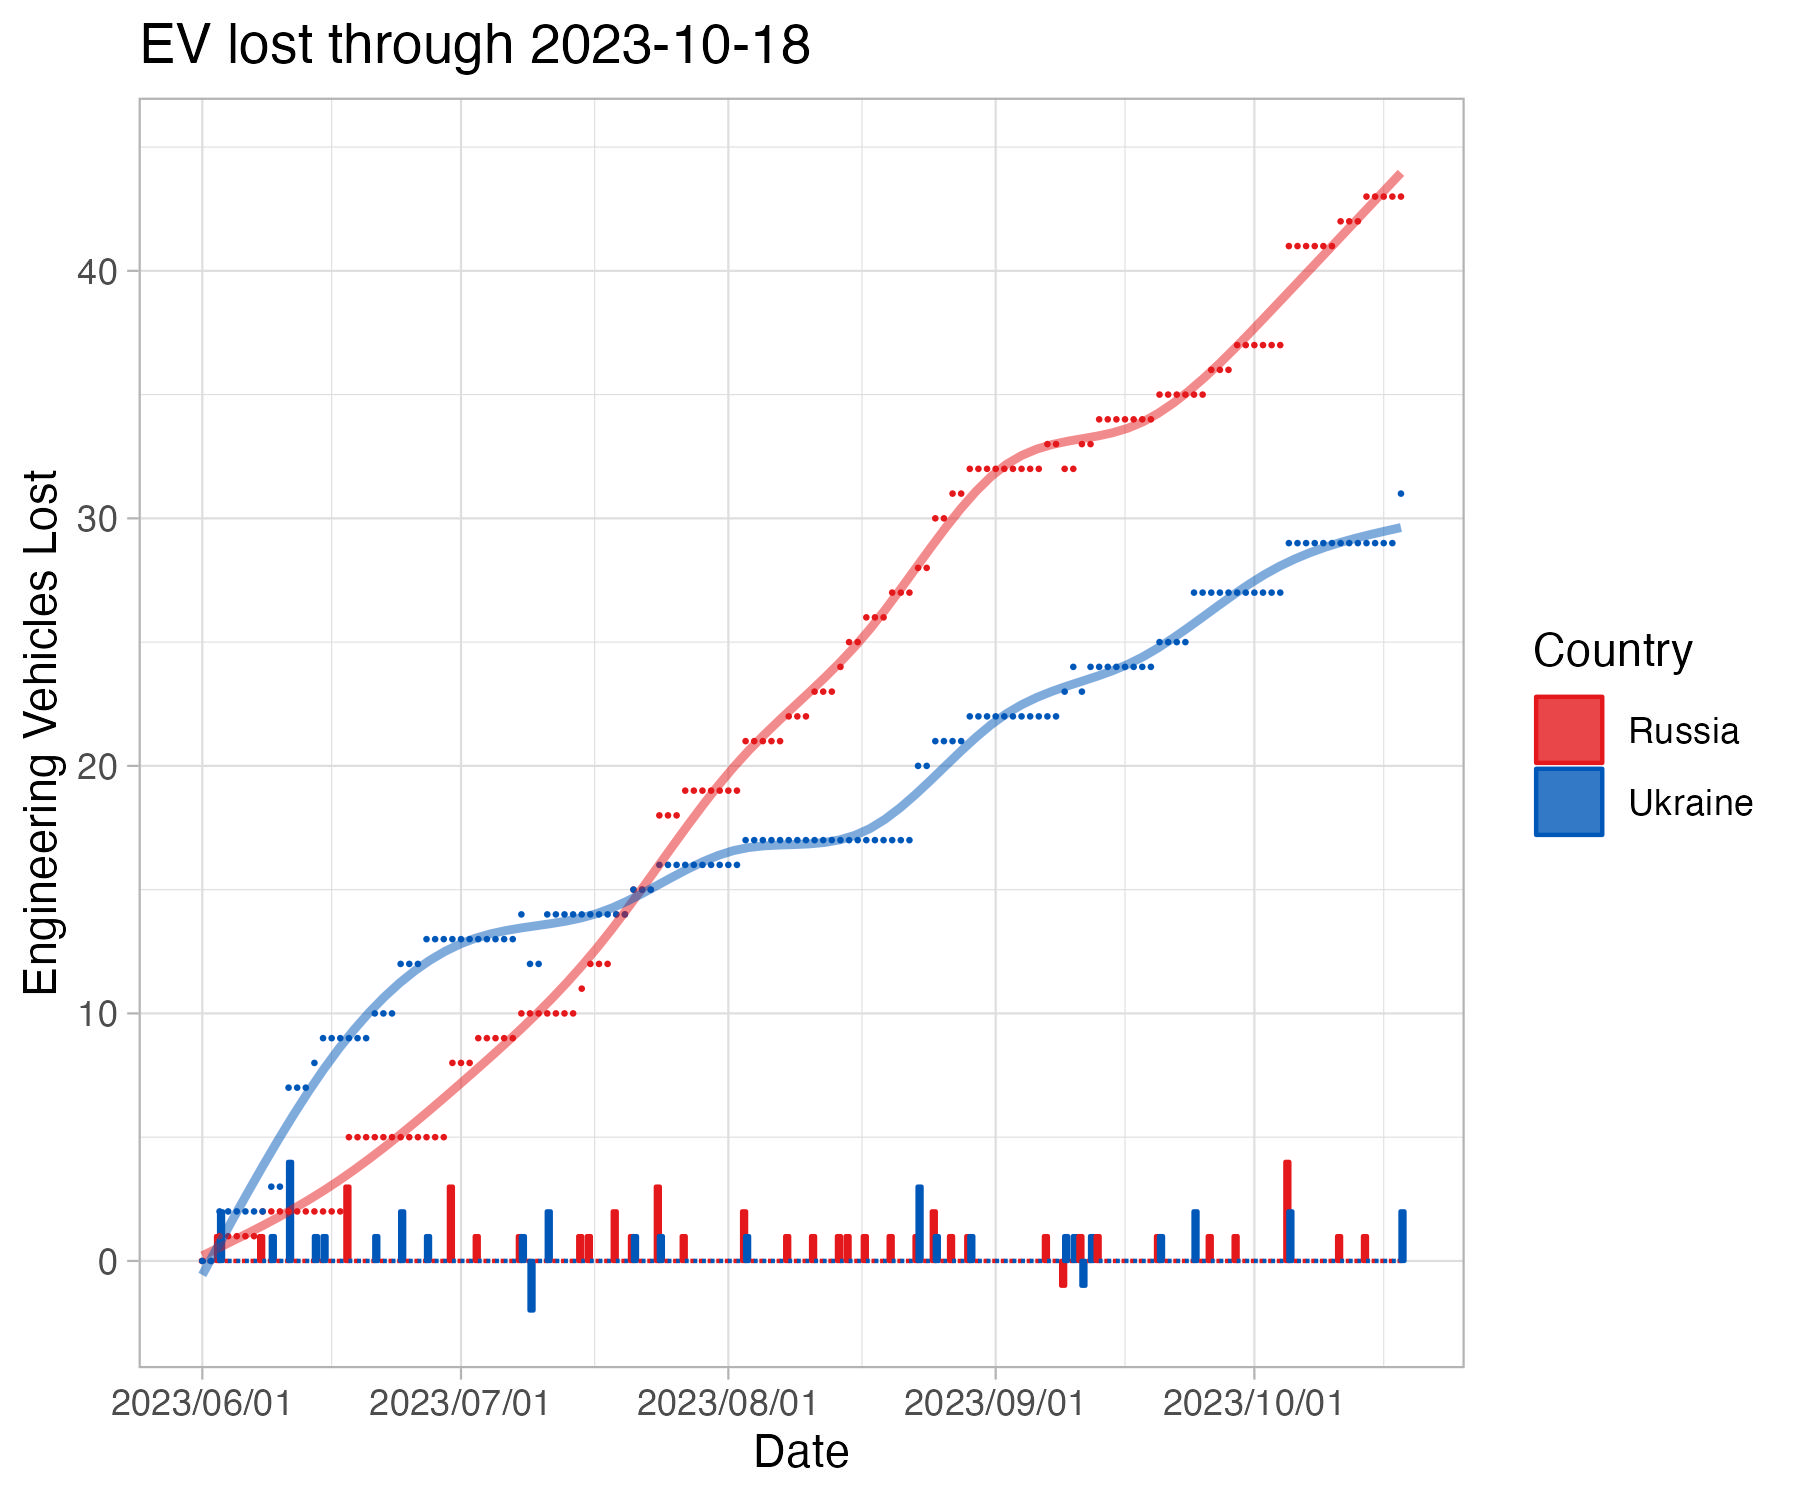 EV lost through 2023-10-18
Engineering Vehicles Lost
40
30
20
10
0
2023/06/01 2023/07/01 2023/08/01 2023/09/01 2023/10/01
Date
Country
Russia
Ukraine